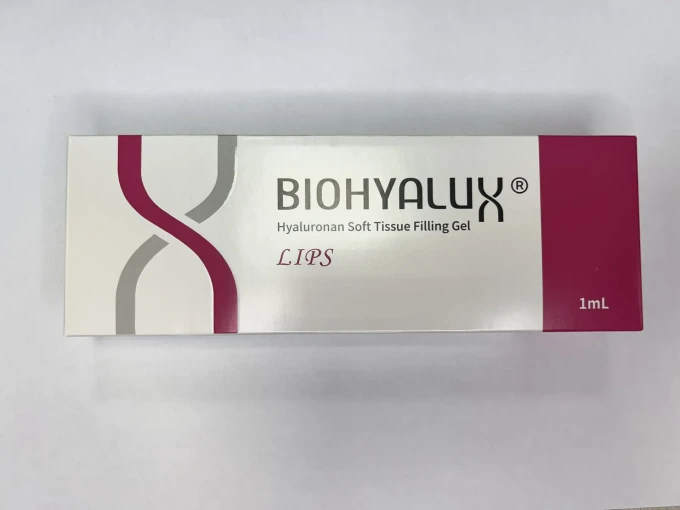 BIOHYALUX®
Hyaluronan Soft Tissue Filling Gel
LIPS
1mL